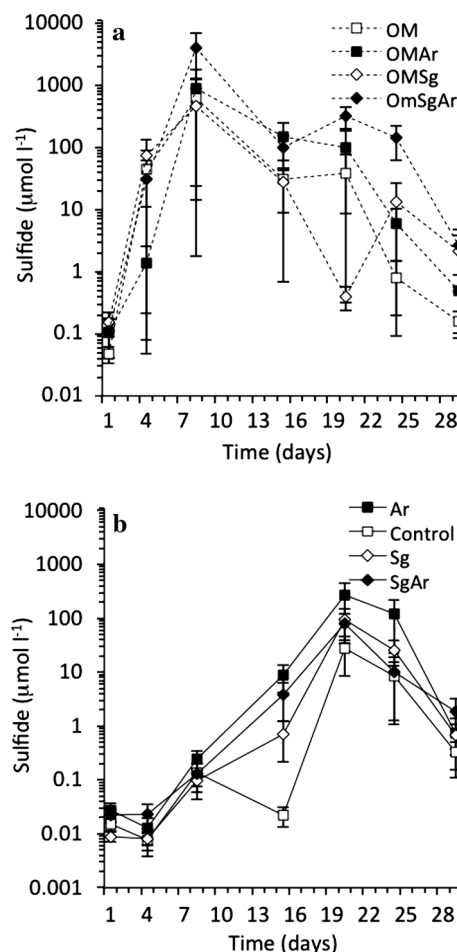 a
10000
1000
100
10
1
0.1
0.01
Sulfide (µmol l-1)
OM
OMAr
OMSg
OmSgAr
1 4 7 10 13 16 19 22 25 28
Time (days)
b
10000
1000
100
10
1
0.1
0.01
0.001
Sulfide (µmol l-1)
Ar
Control
Sg
SgAr
1 4 7 10 13 16 19 22 25 28
Time (days)